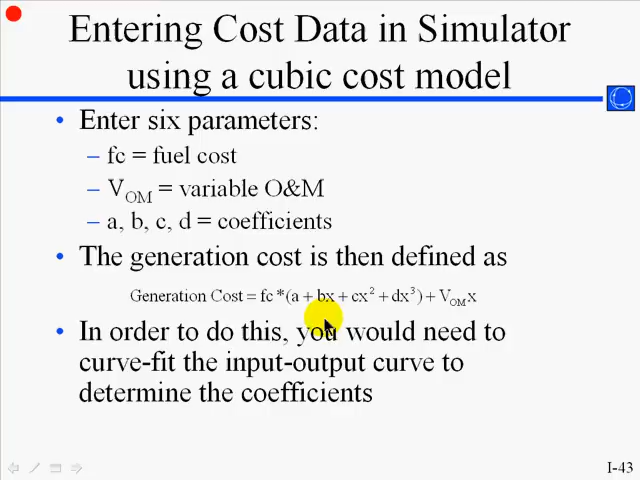 Entering Cost Data in Simulator
using a cubic cost model
• Enter six parameters:
– fc = fuel cost
– V_OM = variable O&M
– a, b, c, d = coefficients
• The generation cost is then defined as
Generation Cost = fc *(a + bx + cx² + dx³) + V_OM x
• In order to do this, you would need to
curve-fit the input-output curve to
determine the coefficients
I-43